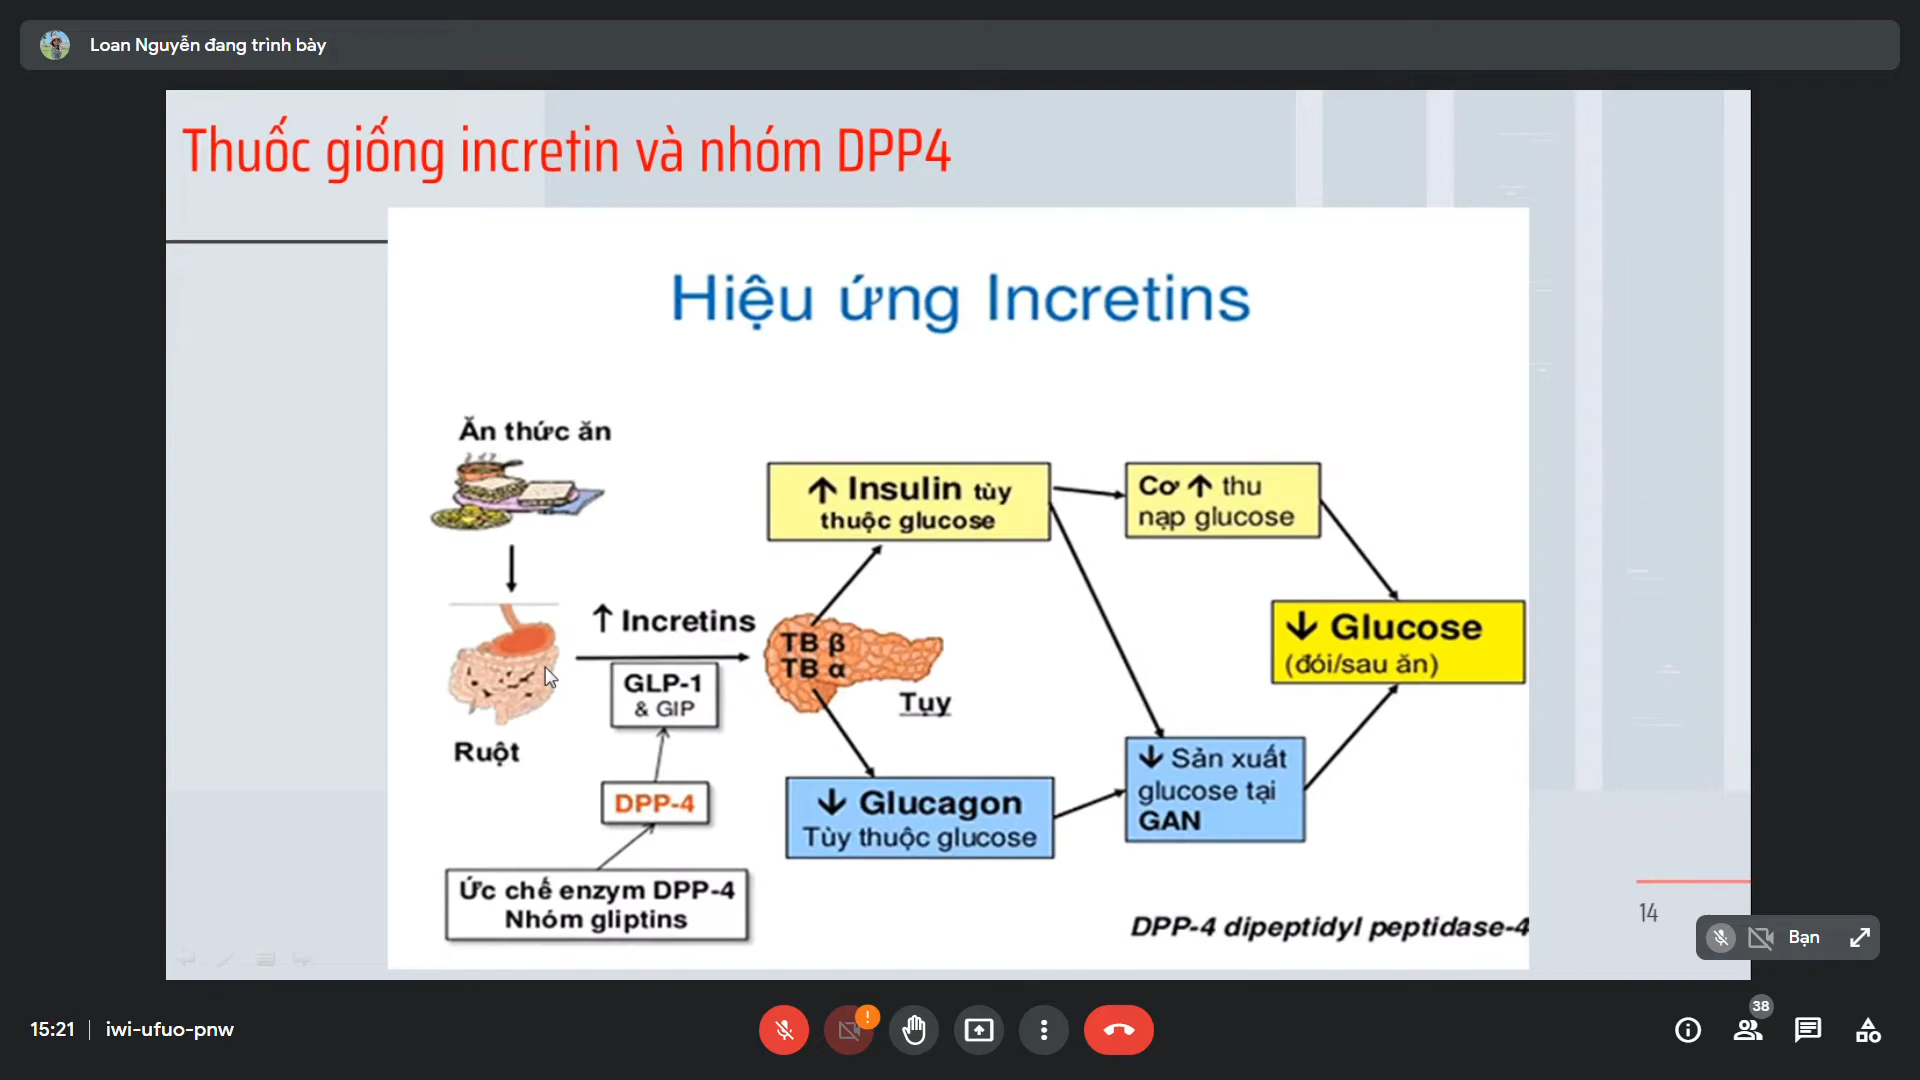 Loan Nguyễn đang trình bày
Thuốc giống incretin và nhóm DPP4
Hiệu ứng Incretins
Ăn thức ăn
Ruột
↑ Incretins
GLP-1
& GIP
DPP-4
Ức chế enzym DPP-4
Nhóm gliptins
TB β
TB α
Tụy
↑ Insulin tùy
thuộc glucose
↓ Glucagon
Tùy thuộc glucose
Cơ ↑ thu
nạp glucose
↓ Sản xuất
glucose tại
GAN
↓ Glucose
(đói/sau ăn)
DPP-4 dipeptidyl peptidase-4
14
Bạn
15:21 | iwi-ufuo-pnw
38